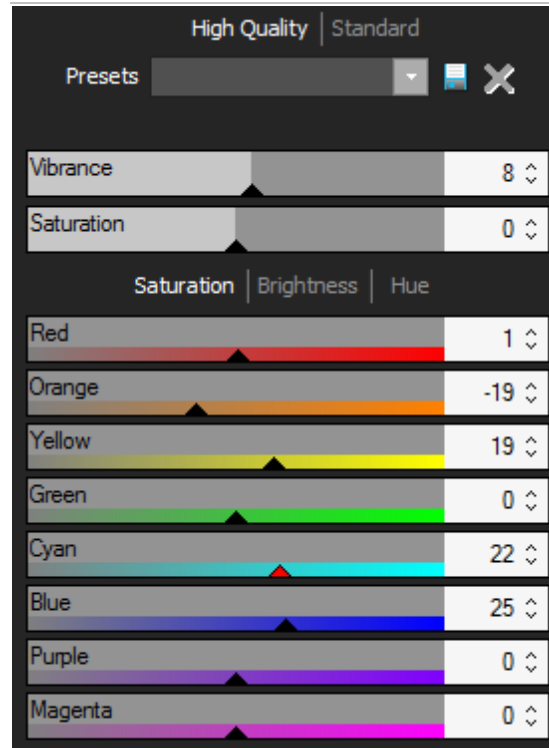 High Quality | Standard
Presets
Vibrance 8
Saturation 0
Saturation | Brightness | Hue
Red 1
Orange -19
Yellow 19
Green 0
Cyan 22
Blue 25
Purple 0
Magenta 0